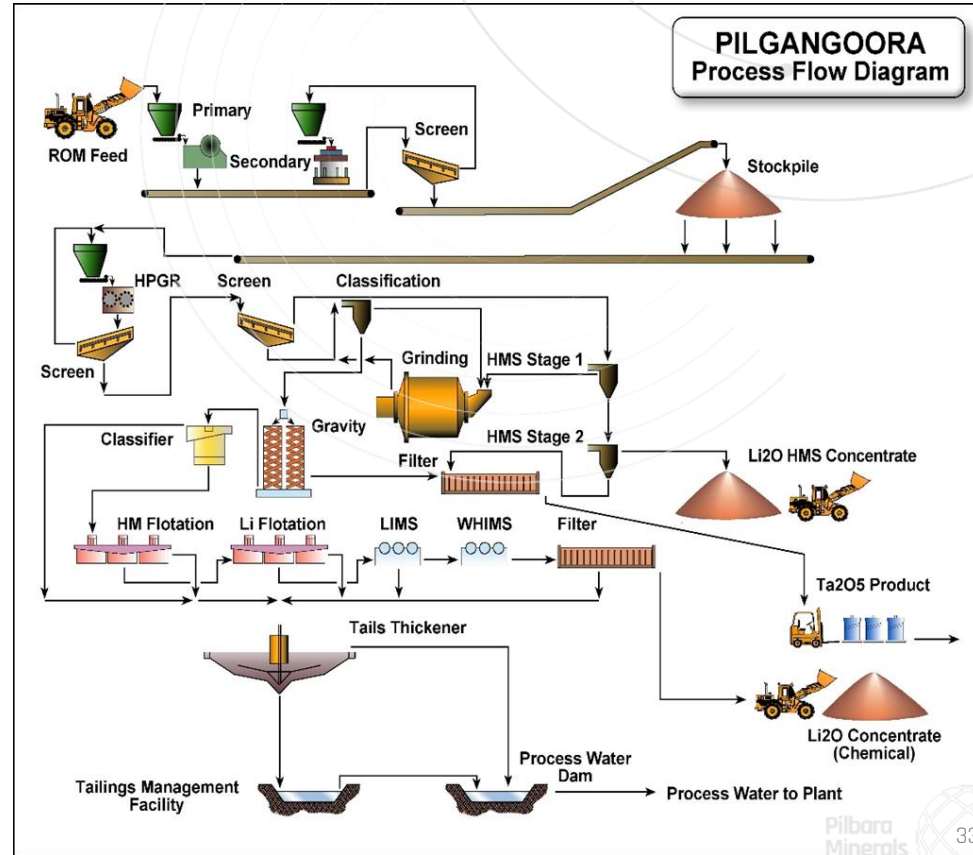 PILGANGOORA
Process Flow Diagram
ROM Feed
Primary
Secondary
Screen
Stockpile
HPGR
Screen
Screen
Classification
Grinding
HMS Stage 1
Classifier
Gravity
HMS Stage 2
Filter
Li2O HMS Concentrate
HM Flotation
Li Flotation
LIMS
WHIMS
Filter
Ta2O5 Product
Tails Thickener
Li2O Concentrate
(Chemical)
Tailings Management
Facility
Process Water
Dam
Process Water to Plant
Pilbara
Minerals
33